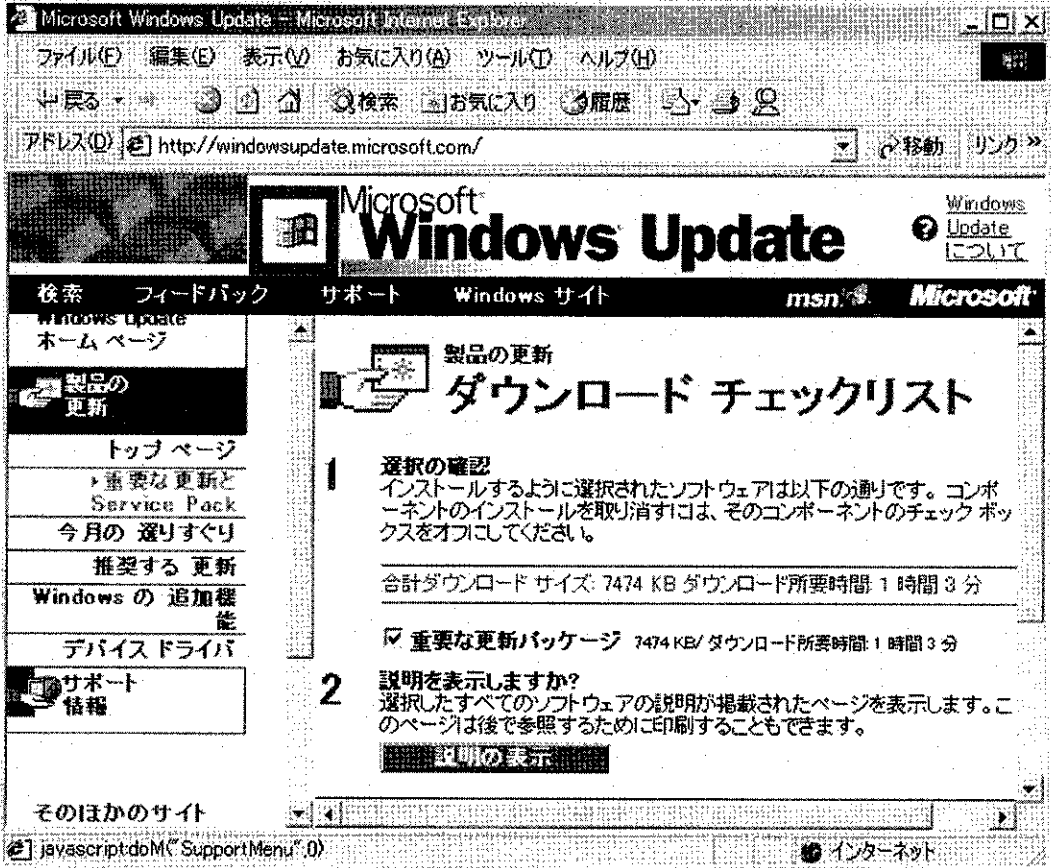 Microsoft Windows Update - Microsoft Internet Explorer
ファイル(F) 編集(E) 表示(V) お気に入り(A) ツール(T) ヘルプ(H)
戻る 検索 お気に入り 履歴
アドレス(D) http://windowsupdate.microsoft.com/ 移動 リンク »
Microsoft
Windows Update
Windows
Update
について
検索 フィードバック サポート Windows サイト msn. Microsoft
Windows Update
ホーム ページ
製品の
更新
トップ ページ
重要な 更新と
Service Pack
今月の 選りすぐり
推奨する 更新
Windows の 追加機
能
デバイス ドライバ
サポート
情報
そのほかのサイト
製品の更新
ダウンロード チェックリスト
1 選択の確認
インストールするように選択されたソフトウェアは以下の通りです。コンポ
ーネントのインストールを取り消すには、そのコンポーネントのチェック ボッ
クスをオフにしてください。
合計ダウンロード サイズ: 7474 KB ダウンロード所要時間: 1 時間 3 分
重要な更新パッケージ 7474 KB/ ダウンロード所要時間: 1 時間 3 分
2 説明を表示しますか?
選択したすべてのソフトウェアの説明が掲載されたページを表示します。こ
のページは後で参照するために印刷することもできます。
説明の表示
javascript:doM("SupportMenu",0) インターネット